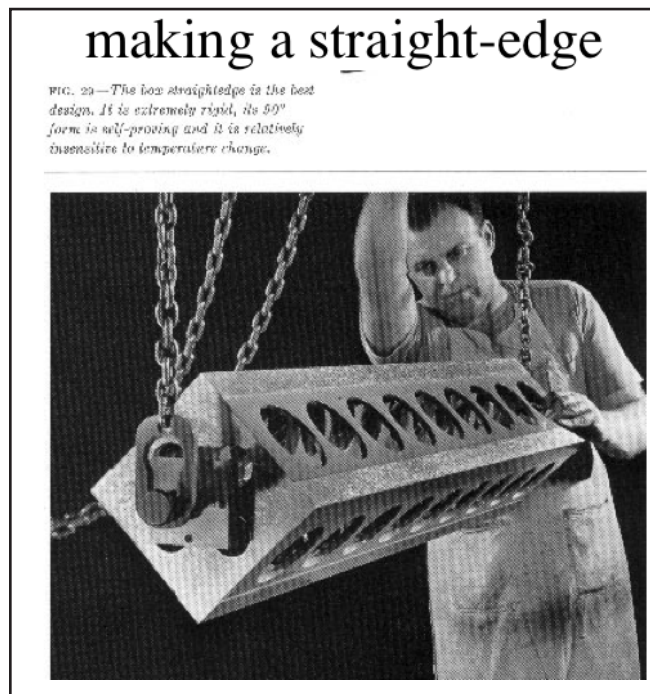 making a straight-edge
FIG. 29—The box straightedge is the best
design. It is extremely rigid, its 90°
form is self-proving and it is relatively
insensitive to temperature change.